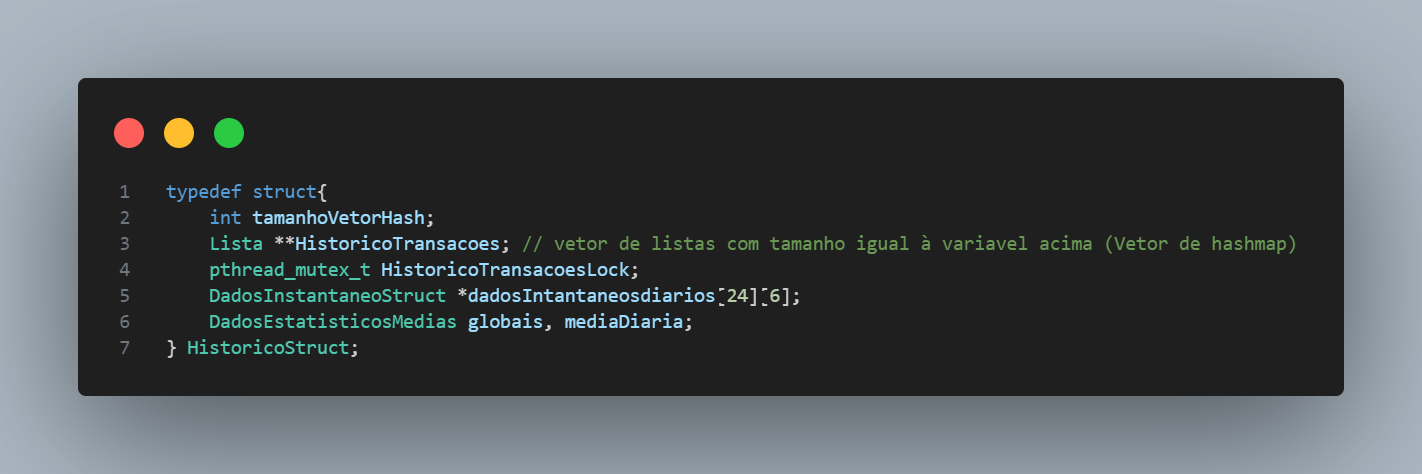 1 typedef struct{
2 int tamanhoVetorHash;
3 Lista **HistoricoTransacoes; // vetor de listas com tamanho igual à variavel acima (Vetor de hashmap)
4 pthread_mutex_t HistoricoTransacoesLock;
5 DadosInstantaneoStruct *dadosIntantaneosdiarios[24][6];
6 DadosEstatisticosMedias globais, mediaDiaria;
7 } HistoricoStruct;